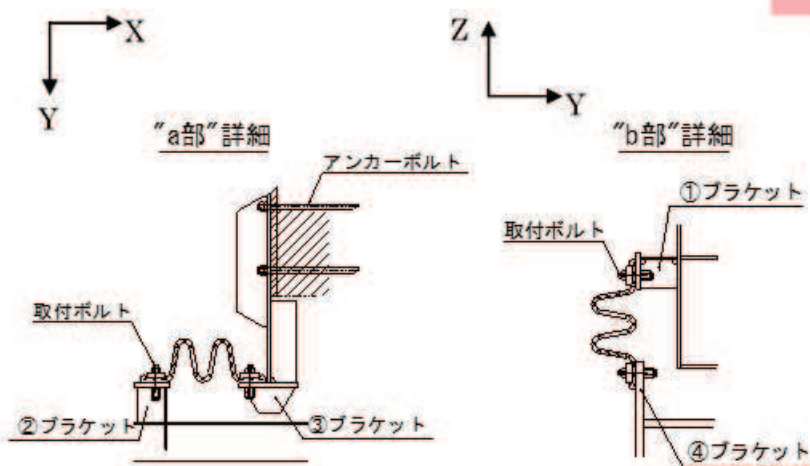 X
Y
Z
Y
"a部"詳細
アンカーボルト
取付ボルト
②ブラケット
③ブラケット
"b部"詳細
①ブラケット
取付ボルト
④ブラケット